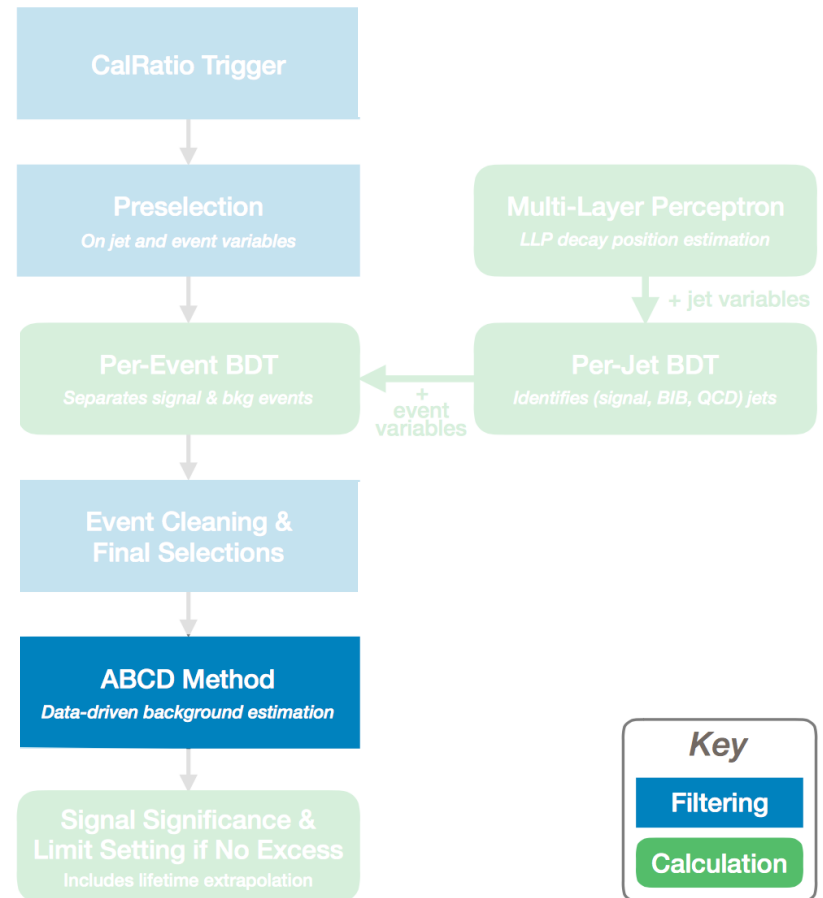 CalRatio Trigger
Preselection
On jet and event variables
Multi-Layer Perceptron
LLP decay position estimation
+ jet variables
Per-Event BDT
Separates signal & bkg events
+
event
variables
Per-Jet BDT
Identifies (signal, BIB, QCD) jets
Event Cleaning &
Final Selections
ABCD Method
Data-driven background estimation
Signal Significance &
Limit Setting if No Excess
Includes lifetime extrapolation
Key
Filtering
Calculation